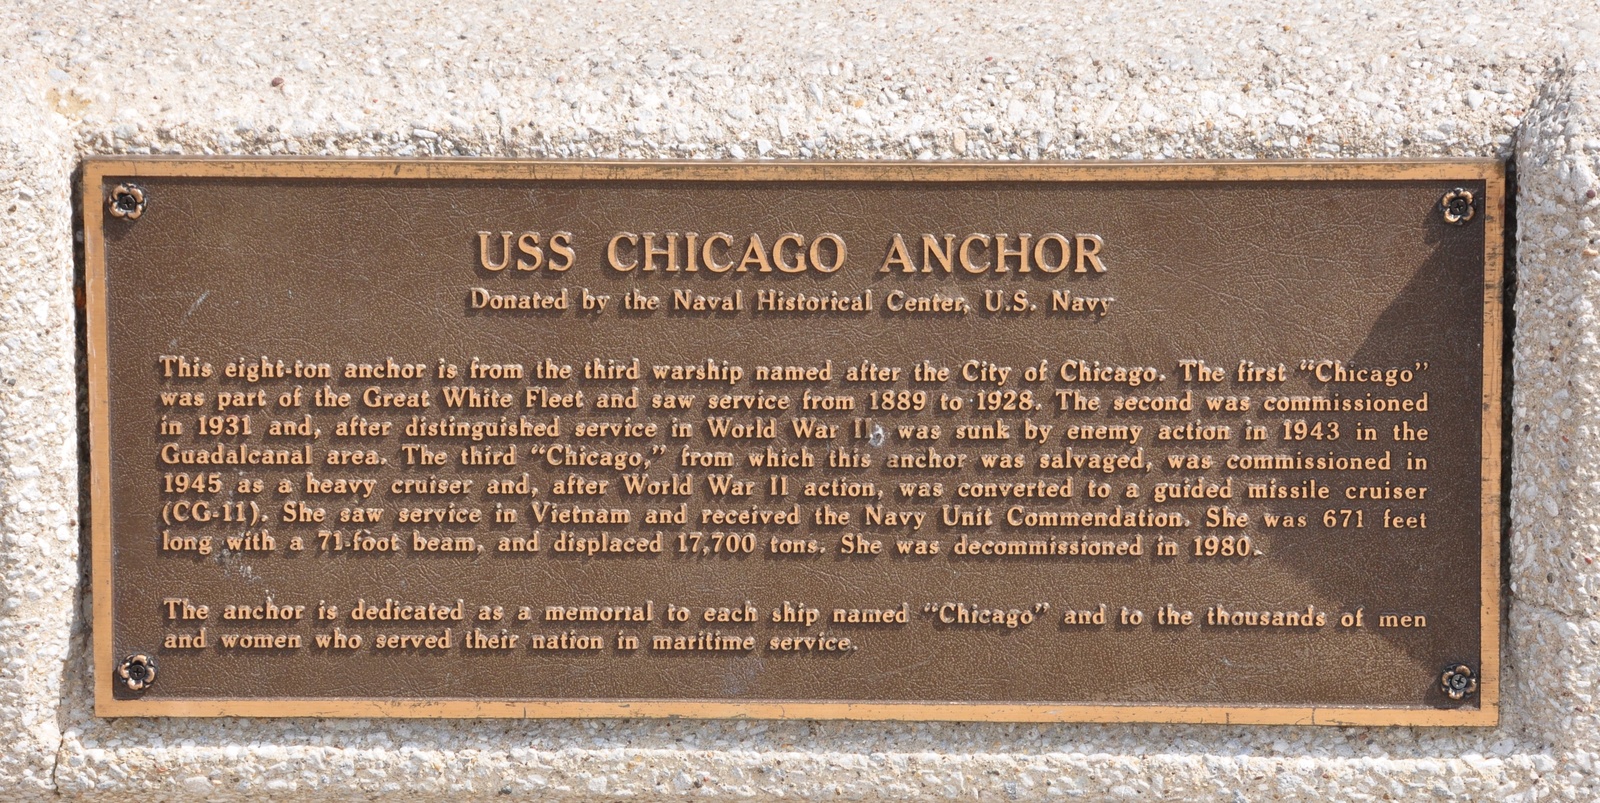 USS CHICAGO ANCHOR
Donated by the Naval Historical Center, U.S. Navy
This eight-ton anchor is from the third warship named after the City of Chicago. The first "Chicago"
was part of the Great White Fleet and saw service from 1889 to 1928. The second was commissioned
in 1931 and, after distinguished service in World War II, was sunk by enemy action in 1943 in the
Guadalcanal area. The third "Chicago," from which this anchor was salvaged, was commissioned in
1945 as a heavy cruiser and, after World War II action, was converted to a guided missile cruiser
(CG-11). She saw service in Vietnam and received the Navy Unit Commendation. She was 671 feet
long with a 71-foot beam, and displaced 17,700 tons. She was decommissioned in 1980.
The anchor is dedicated as a memorial to each ship named "Chicago" and to the thousands of men
and women who served their nation in maritime service.